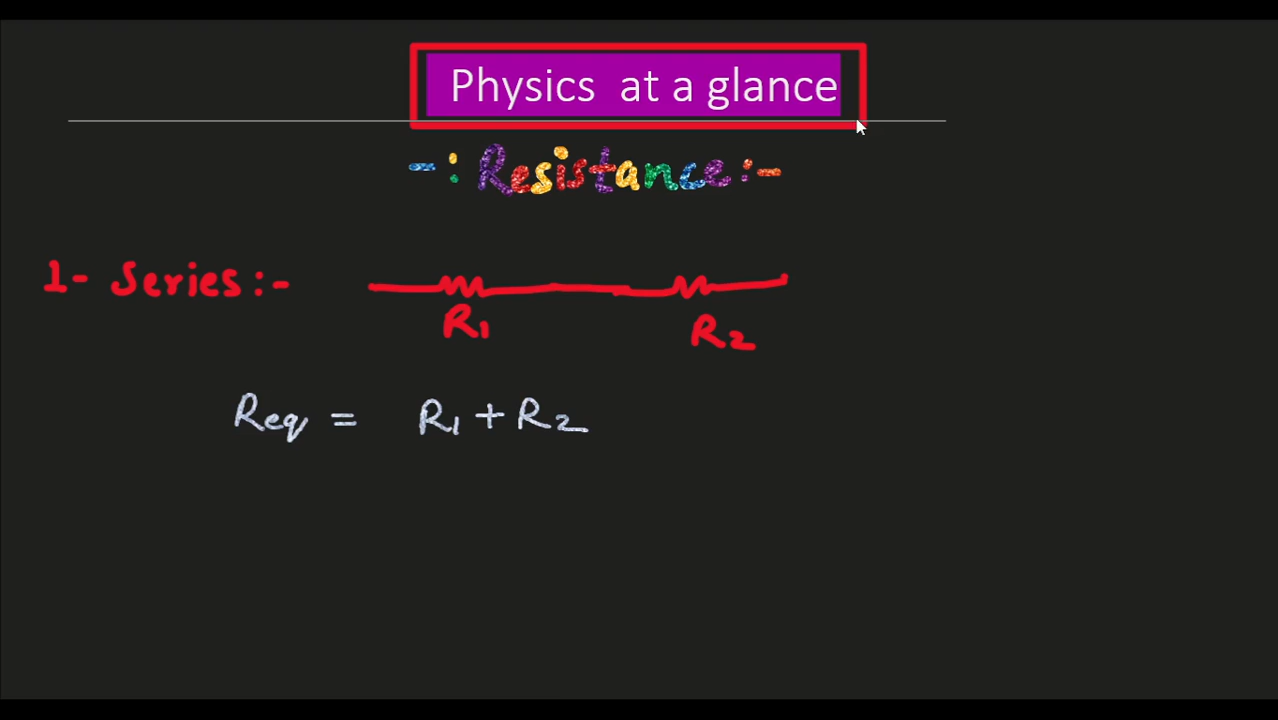 Physics at a glance
-: Resistance :-
1- Series :-
R1
R2
Req = R1 + R2